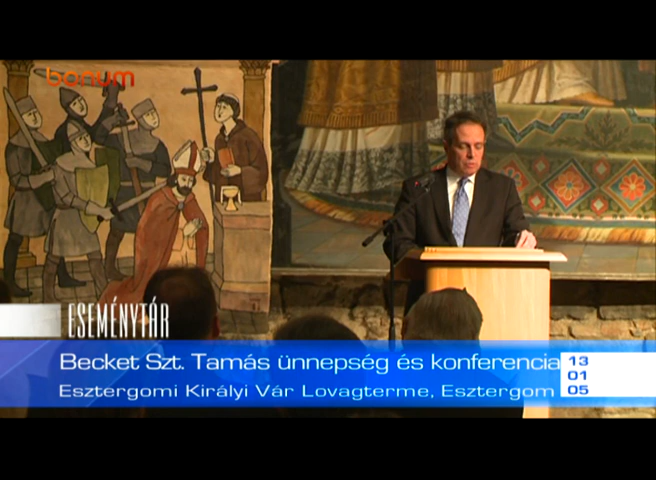 bonum
ESEMÉNYTÁR
Becket Szt. Tamás ünnepség és konferencia
Esztergomi Királyi Vár Lovagterme, Esztergom
13
01
05